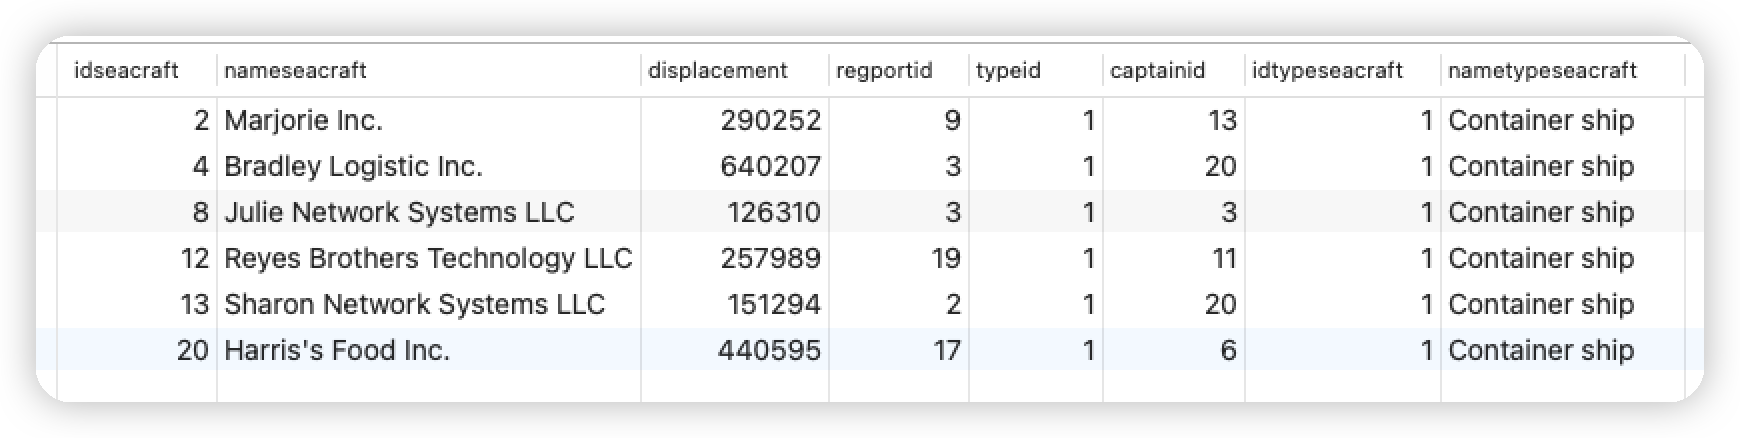 idseacraft nameseacraft displacement regportid typeid captainid idtypeseacraft nametypeseacraft
2 Marjorie Inc. 290252 9 1 13 1 Container ship
4 Bradley Logistic Inc. 640207 3 1 20 1 Container ship
8 Julie Network Systems LLC 126310 3 1 3 1 Container ship
12 Reyes Brothers Technology LLC 257989 19 1 11 1 Container ship
13 Sharon Network Systems LLC 151294 2 1 20 1 Container ship
20 Harris's Food Inc. 440595 17 1 6 1 Container ship